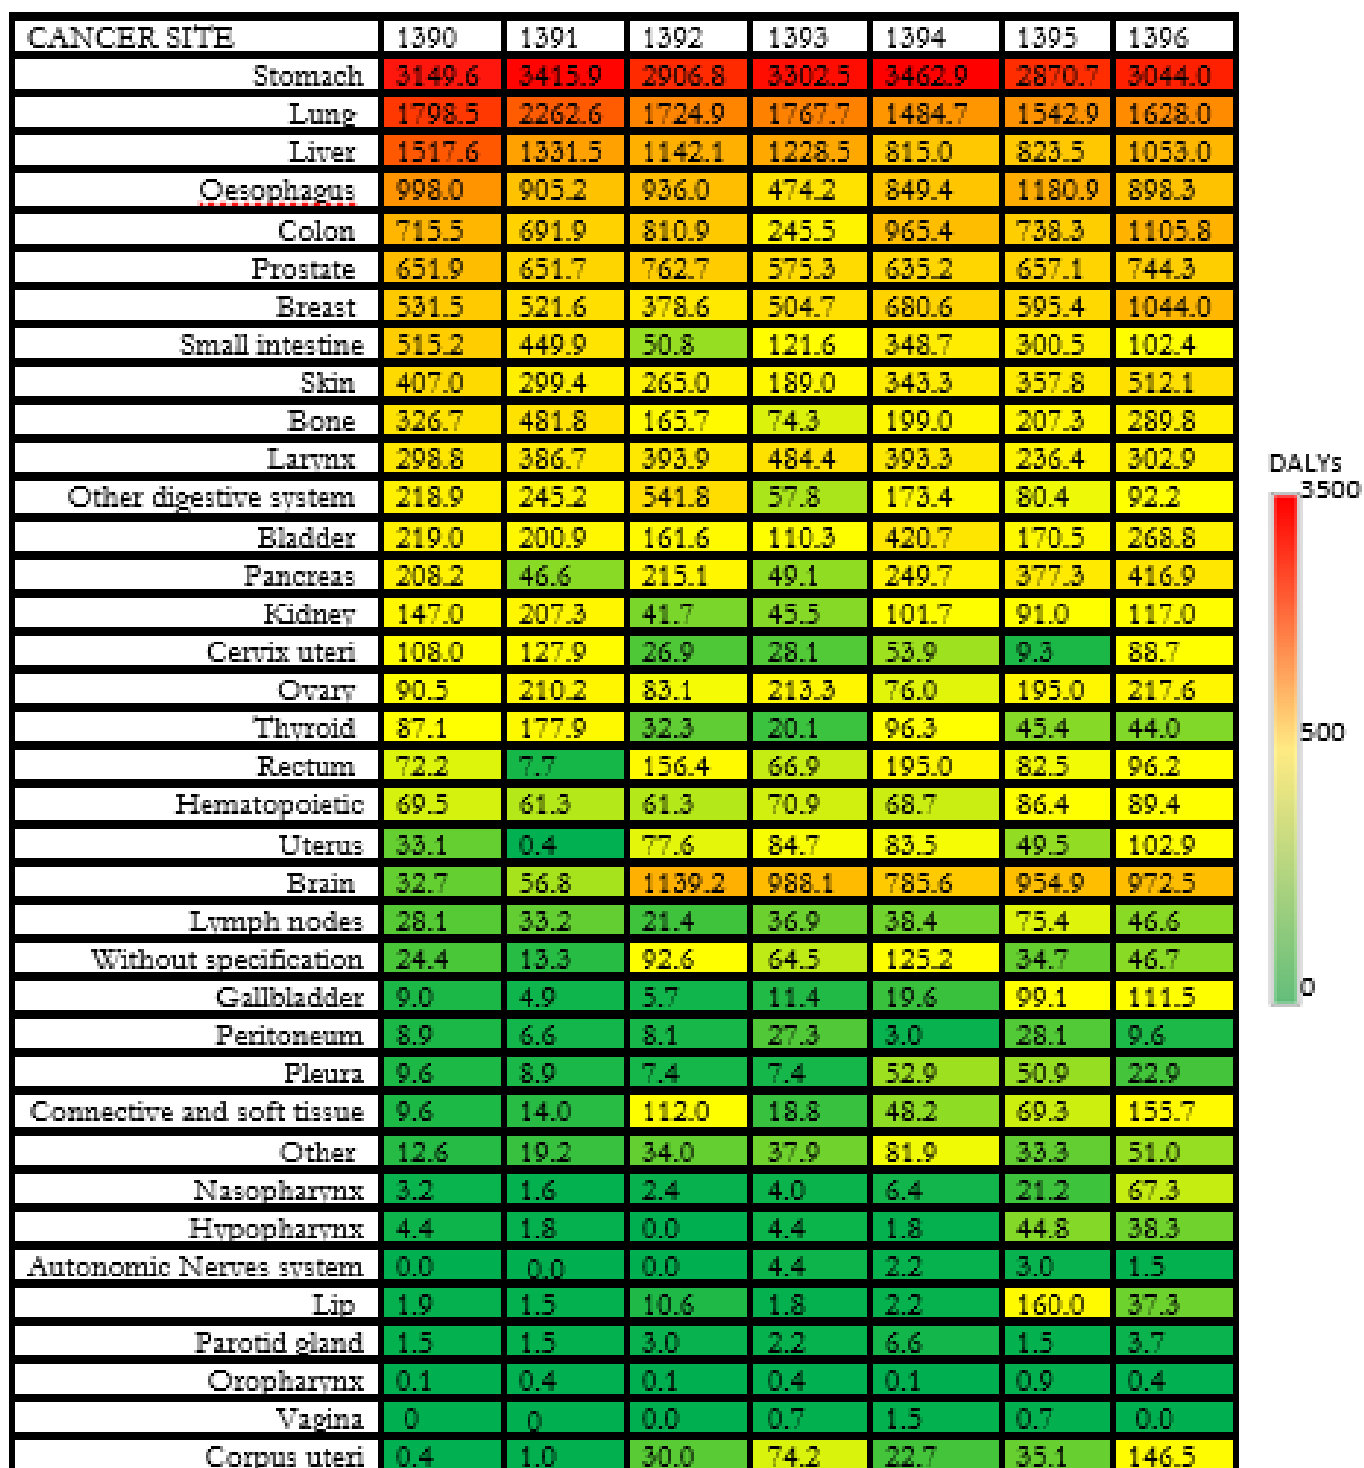 CANCER SITE 1390 1391 1392 1393 1394 1395 1396
Stomach 3149.6 3415.9 2906.8 3302.5 3462.9 2870.7 3044.0
Lung 1798.5 2262.6 1724.9 1767.7 1484.7 1542.9 1628.0
Liver 1517.6 1331.5 1142.1 1228.5 815.0 823.5 1053.0
Oesophagus 998.0 905.2 936.0 474.2 849.4 1180.9 898.3
Colon 715.5 691.9 810.9 245.5 965.4 738.3 1105.8
Prostate 651.9 651.7 762.7 575.3 635.2 657.1 744.3
Breast 531.5 521.6 378.6 504.7 680.6 595.4 1044.0
Small intestine 515.2 449.9 50.8 121.6 348.7 300.5 102.4
Skin 407.0 299.4 265.0 189.0 343.3 357.8 512.1
Bone 326.7 481.8 165.7 74.3 199.0 207.3 289.8
Larynx 298.8 386.7 393.9 484.4 393.3 236.4 302.9
DALYs
Other digestive system 218.9 245.2 541.8 57.8 173.4 80.4 92.2
3500
Bladder 219.0 200.9 161.6 110.3 420.7 170.5 268.8
Pancreas 208.2 46.6 215.1 49.1 249.7 377.3 416.9
Kidney 147.0 207.3 41.7 45.5 101.7 91.0 117.0
Cervix uteri 108.0 127.9 26.9 28.1 53.9 9.3 88.7
Ovary 90.5 210.2 83.1 213.3 76.0 195.0 217.6
Thyroid 87.1 177.9 32.3 20.1 96.3 45.4 44.0
500
Rectum 72.2 7.7 156.4 66.9 195.0 82.5 96.2
Hematopoietic 69.5 61.3 61.3 70.9 68.7 86.4 89.4
Uterus 33.1 0.4 77.6 84.7 83.5 49.5 102.9
Brain 32.7 56.8 1139.2 988.1 785.6 954.9 972.5
Lymph nodes 28.1 33.2 21.4 36.9 38.4 75.4 46.6
Without specification 24.4 13.3 92.6 64.5 125.2 34.7 46.7
Gallbladder 9.0 4.9 5.7 11.4 19.6 99.1 111.5
0
Peritoneum 8.9 6.6 8.1 27.3 3.0 28.1 9.6
Pleura 9.6 8.9 7.4 7.4 52.9 50.9 22.9
Connective and soft tissue 9.6 14.0 112.0 18.8 48.2 69.3 155.7
Other 12.6 19.2 34.0 37.9 81.9 33.3 51.0
Nasopharynx 3.2 1.6 2.4 4.0 6.4 21.2 67.3
Hypopharynx 4.4 1.8 0.0 4.4 1.8 44.8 38.3
Autonomic Nerves system 0.0 0.0 0.0 4.4 2.2 3.0 1.5
Lip 1.9 1.5 10.6 1.8 2.2 160.0 37.3
Parotid gland 1.5 1.5 3.0 2.2 6.6 1.5 3.7
Oropharynx 0.1 0.4 0.1 0.4 0.1 0.9 0.4
Vagina 0 0 0.0 0.7 1.5 0.7 0.0
Corpus uteri 0.4 1.0 30.0 74.2 22.7 35.1 146.5